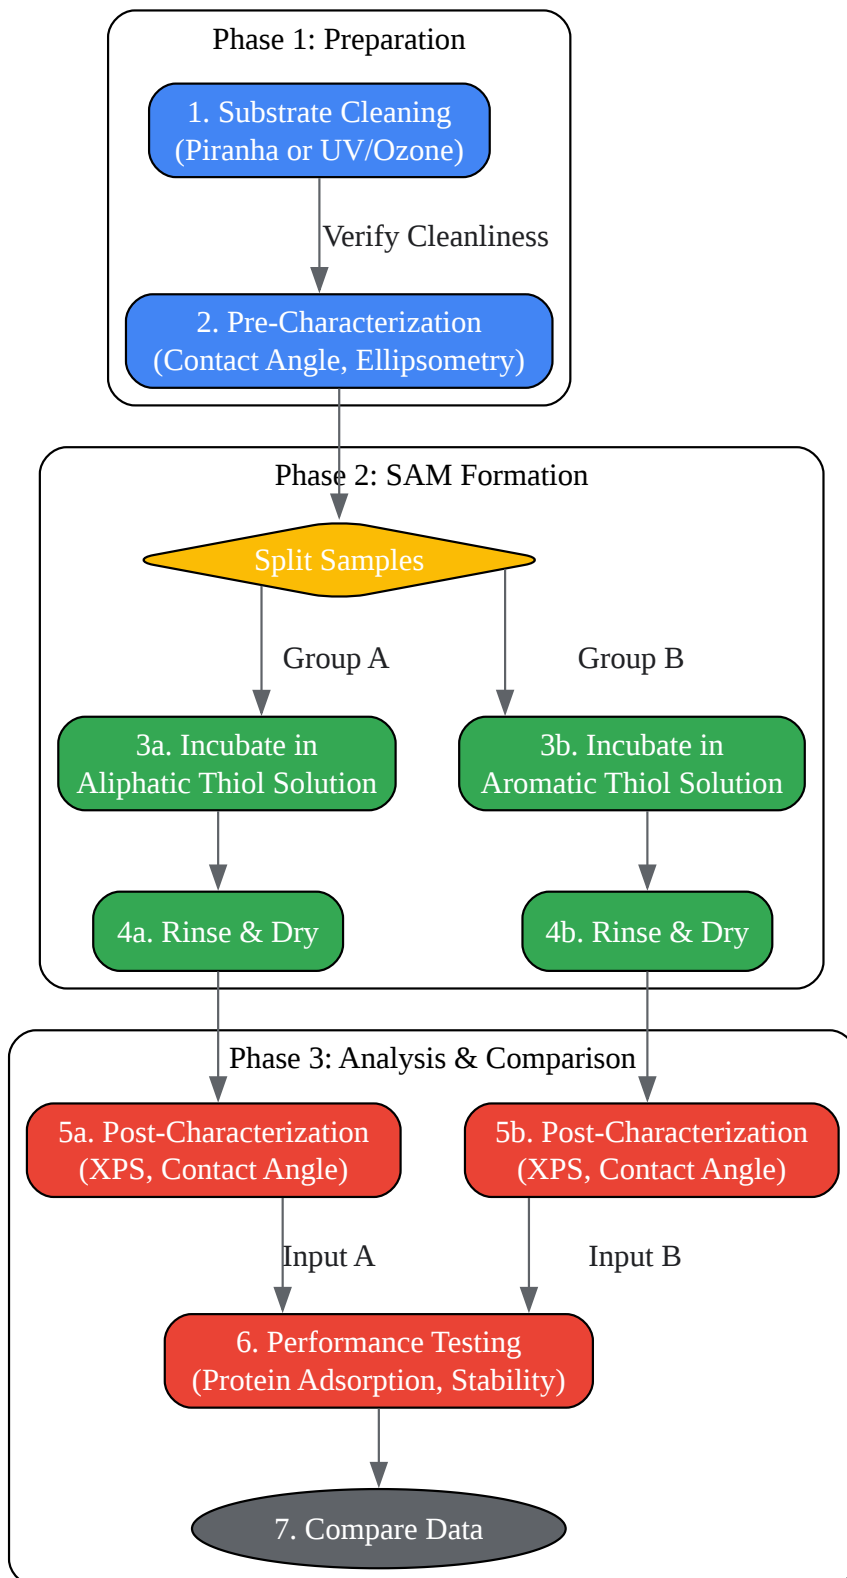 Phase 1: Preparation
1. Substrate Cleaning
(Piranha or UV/Ozone)
Verify Cleanliness
2. Pre-Characterization
(Contact Angle, Ellipsometry)
Phase 2: SAM Formation
Split Samples
Group A
Group B
3a. Incubate in
Aliphatic Thiol Solution
3b. Incubate in
Aromatic Thiol Solution
4a. Rinse & Dry
4b. Rinse & Dry
Phase 3: Analysis & Comparison
5a. Post-Characterization
(XPS, Contact Angle)
5b. Post-Characterization
(XPS, Contact Angle)
Input A
Input B
6. Performance Testing
(Protein Adsorption, Stability)
7. Compare Data